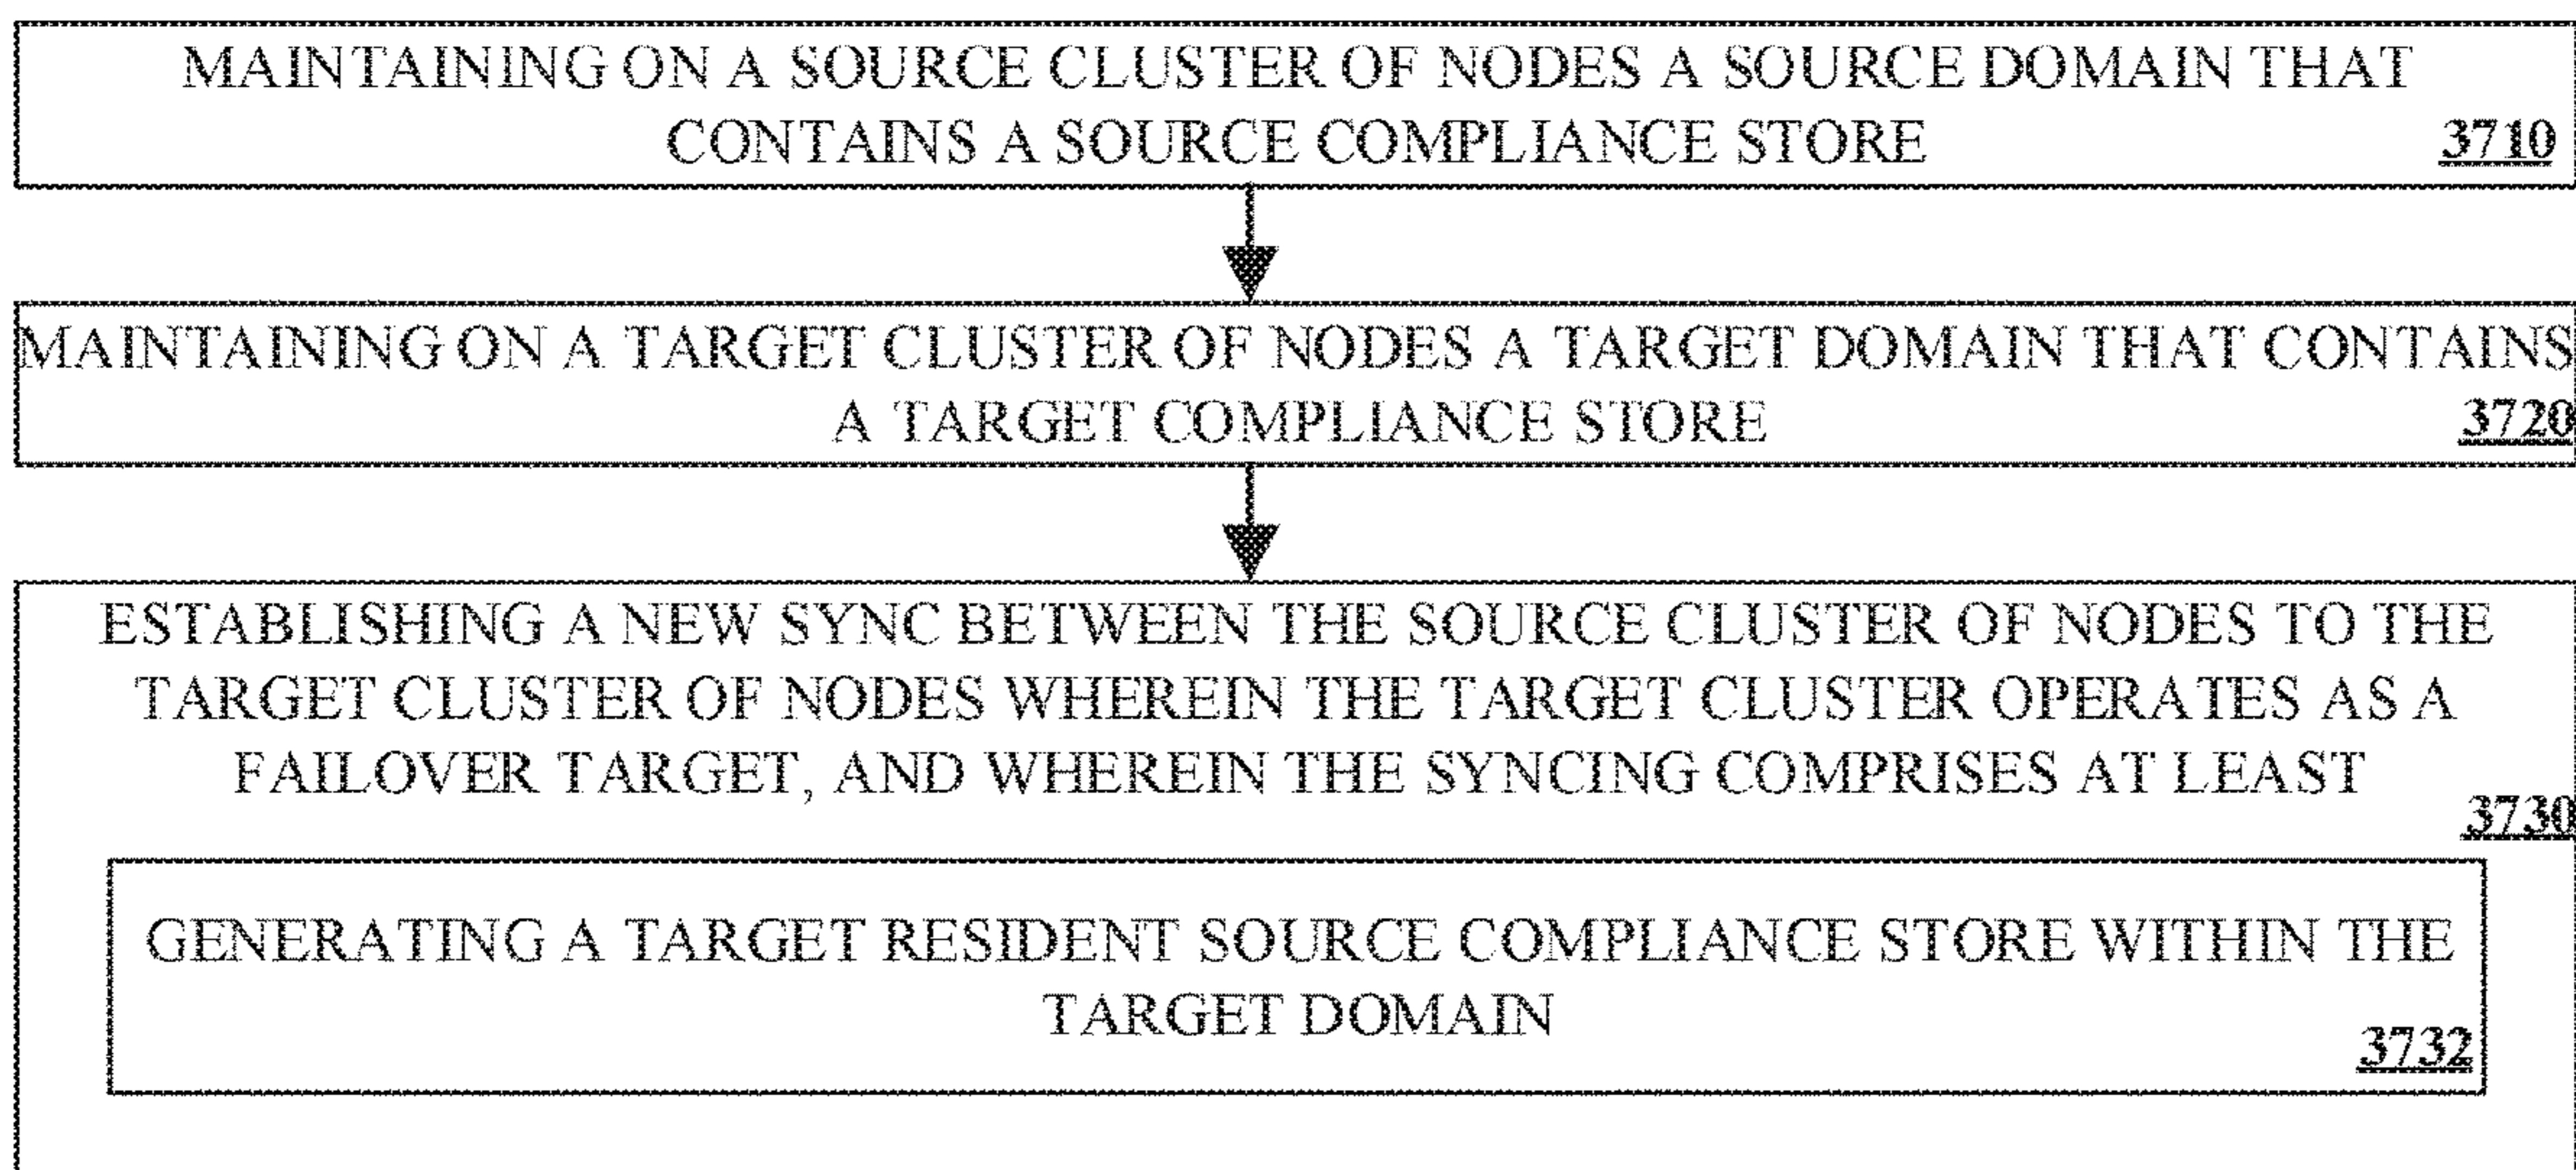 MAINTAINING ON A SOURCE CLUSTER OF NODES A SOURCE DOMAIN THAT
CONTAINS A SOURCE COMPLIANCE STORE
3710
MAINTAINING ON A TARGET CLUSTER OF NODES A TARGET DOMAIN THAT CONTAINS
A TARGET COMPLIANCE STORE
3720
ESTABLISHING A NEW SYNC BETWEEN THE SOURCE CLUSTER OF NODES TO THE
TARGET CLUSTER OF NODES WHEREIN THE TARGET CLUSTER OPERATES AS A
FAILOVER TARGET, AND WHEREIN THE SYNCING COMPRISES AT LEAST
3730
GENERATING A TARGET RESIDENT SOURCE COMPLIANCE STORE WITHIN THE
TARGET DOMAIN
3732